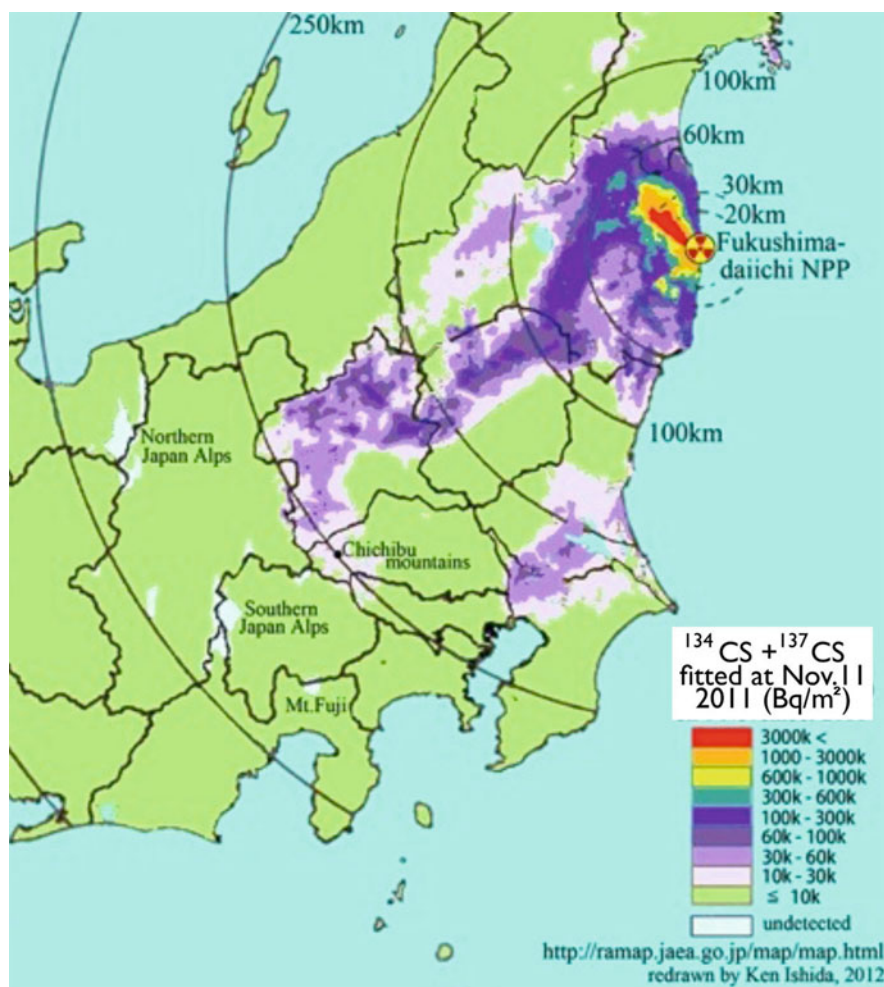 250km
100km
60km
30km
20km
Fukushima-
daiichi NPP
100km
Northern
Japan Alps
Chichibu
mountains
Southern
Japan Alps
Mt.Fuji
¹³⁴CS + ¹³⁷CS
fitted at Nov.11
2011 (Bq/m²)
3000k <
1000 - 3000k
600k - 1000k
300k - 600k
100k - 300k
60k - 100k
30k - 60k
10k - 30k
≤ 10k
undetected
http://ramap.jaea.go.jp/map/map.html
redrawn by Ken Ishida, 2012